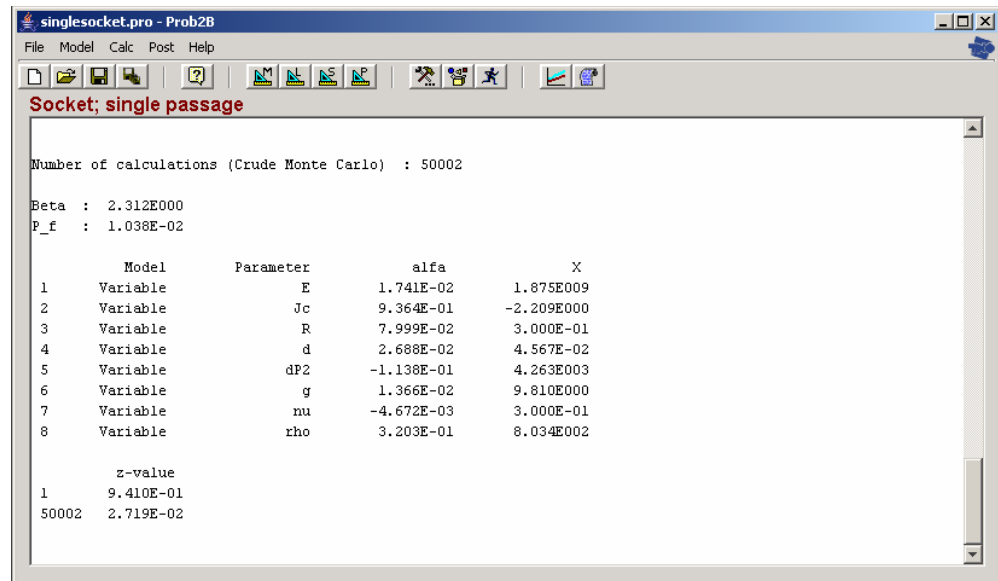 singlesocket.pro - Prob2B
File Model Calc Post Help
M L S P
Socket; single passage
Number of calculations (Crude Monte Carlo) : 50002
Beta : 2.312E000
P_f : 1.038E-02
Model Parameter alfa X
1 Variable E 1.741E-02 1.875E009
2 Variable Jc 9.364E-01 -2.209E000
3 Variable R 7.999E-02 3.000E-01
4 Variable d 2.688E-02 4.567E-02
5 Variable dP2 -1.138E-01 4.263E003
6 Variable g 1.366E-02 9.810E000
7 Variable nu -4.672E-03 3.000E-01
8 Variable rho 3.203E-01 8.034E002
z-value
1 9.410E-01
50002 2.719E-02